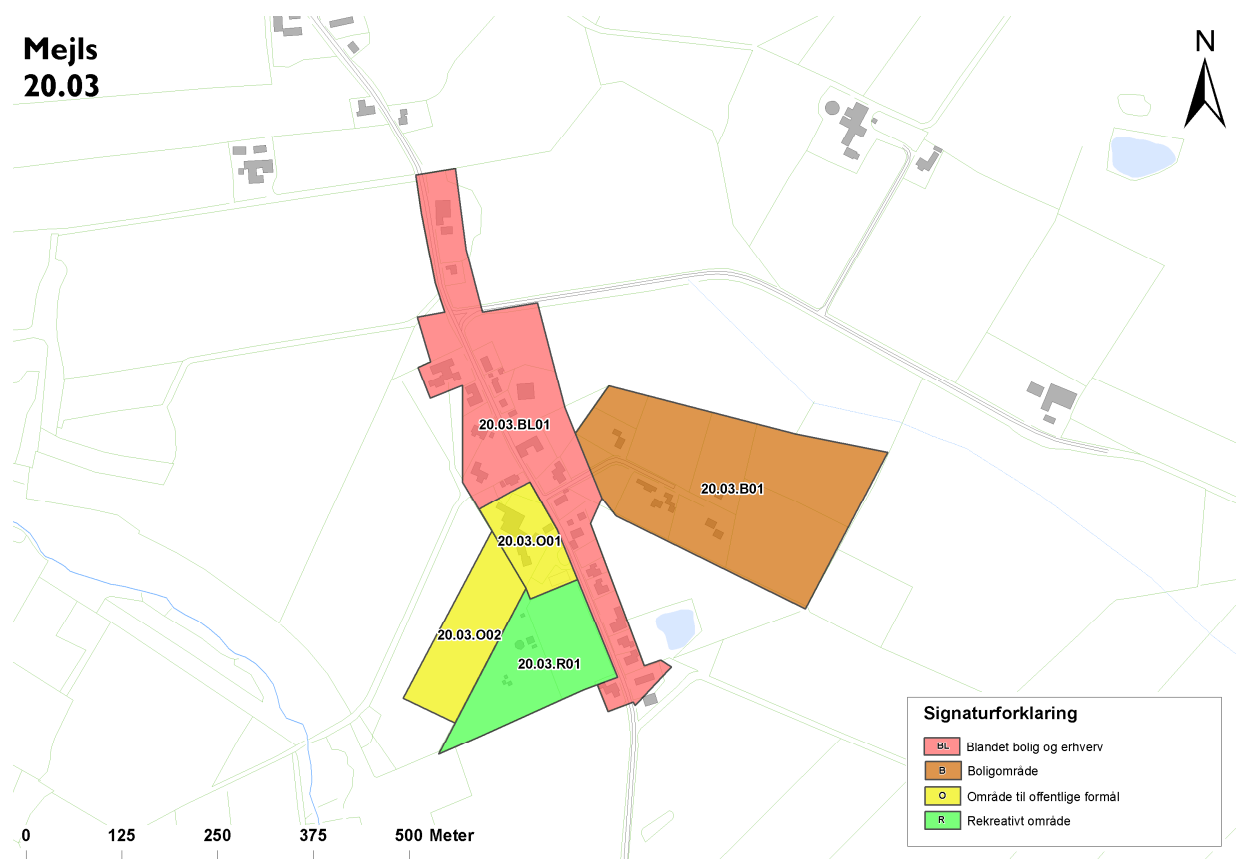 Mejls
20.03
N
20.03.BL01
20.03.B01
20.03.O01
20.03.O02
20.03.R01
Signaturforklaring
BL Blandet bolig og erhverv
B Boligområde
O Område til offentlige formål
R Rekreativt område
0 125 250 375 500 Meter